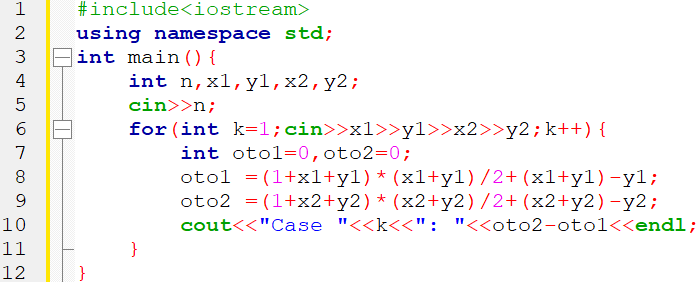 1 #include<iostream>
2 using namespace std;
3 int main(){
4 int n,x1,y1,x2,y2;
5 cin>>n;
6 for(int k=1;cin>>x1>>y1>>x2>>y2;k++){
7 int oto1=0,oto2=0;
8 oto1 =(1+x1+y1)*(x1+y1)/2+(x1+y1)-y1;
9 oto2 =(1+x2+y2)*(x2+y2)/2+(x2+y2)-y2;
10 cout<<"Case "<<k<<": "<<oto2-oto1<<endl;
11 }
12 }